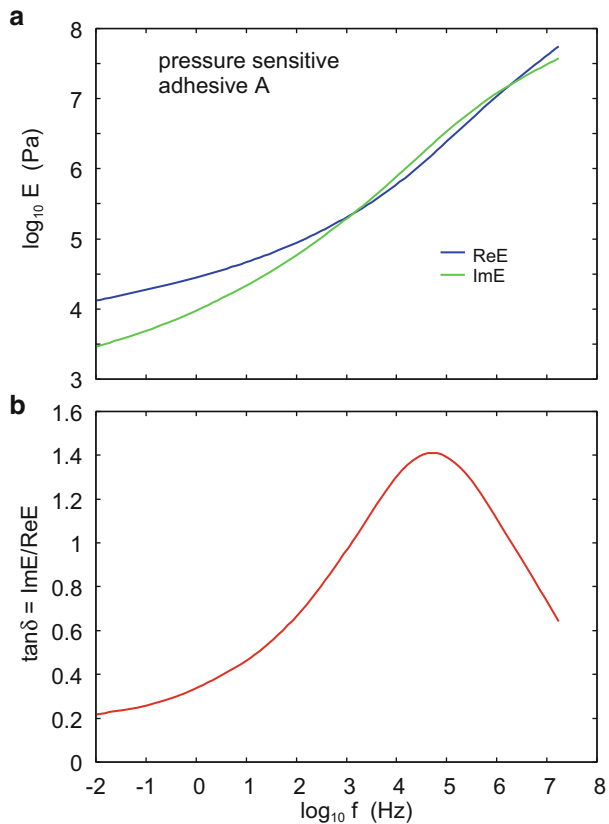 a
8
pressure sensitive
adhesive A
7
log₁₀ E (Pa)
6
5
ReE
ImE
4
3
b
1.6
1.4
1.2
1
tanδ = ImE/ReE
0.8
0.6
0.4
0.2
0
-2 -1 0 1 2 3 4 5 6 7 8
log₁₀ f (Hz)